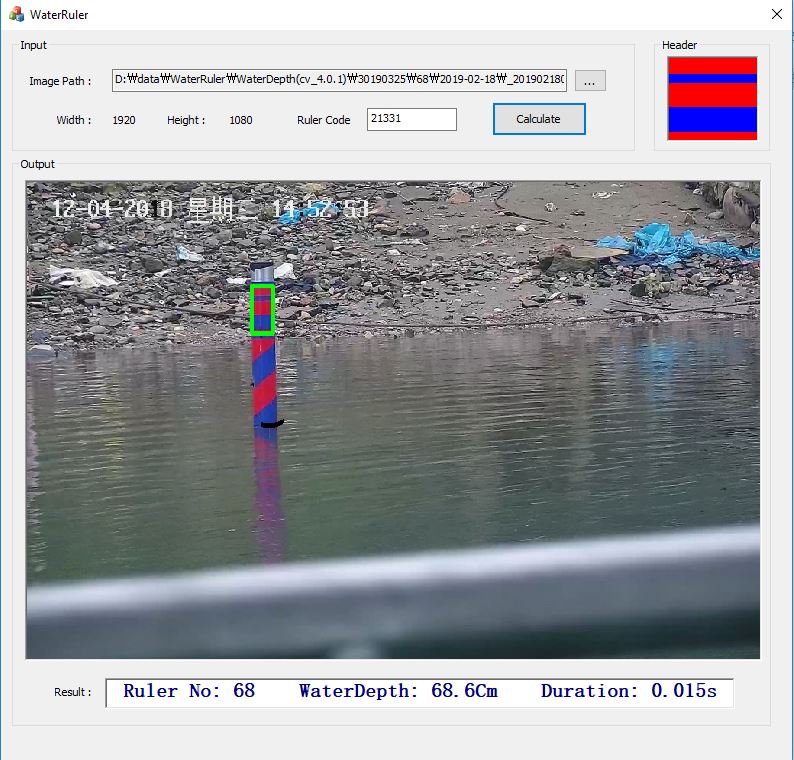 WaterRuler
Input
Header
Image Path :
D:₩data₩WaterRuler₩WaterDepth(cv_4.0.1)₩30190325₩68₩2019-02-18₩_20190218
...
Width : 1920 Height : 1080 Ruler Code 21331 Calculate
Output
12-04-2018 星期二 14:52:53
Result : Ruler No: 68 WaterDepth: 68.6Cm Duration: 0.015s